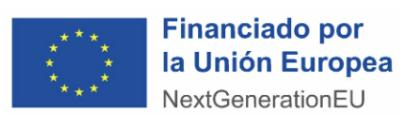 Financiado por
la Unión Europea
NextGenerationEU